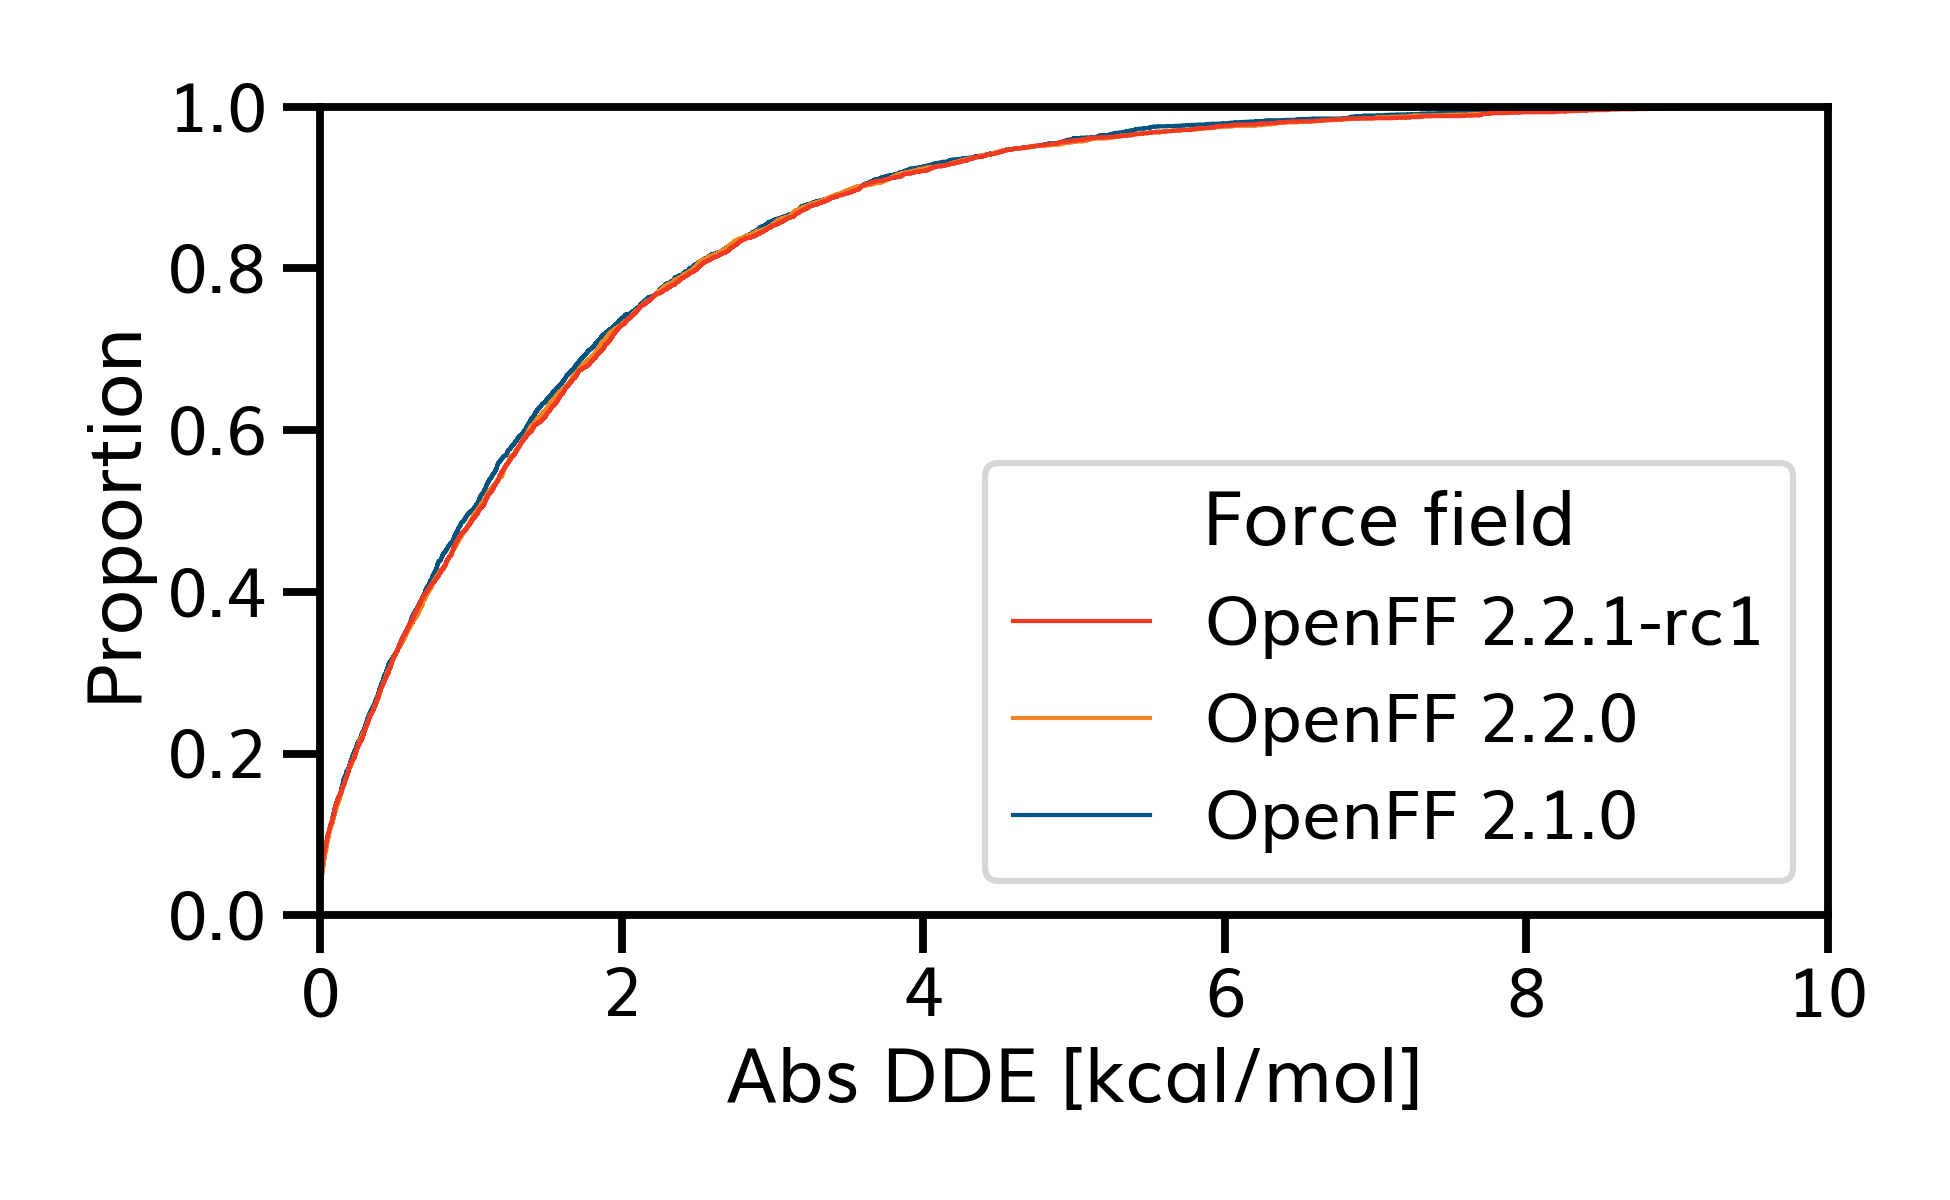 1.0
0.8
0.6
0.4
0.2
0.0
Proportion
0 2 4 6 8 10
Abs DDE [kcal/mol]
Force field
OpenFF 2.2.1-rc1
OpenFF 2.2.0
OpenFF 2.1.0